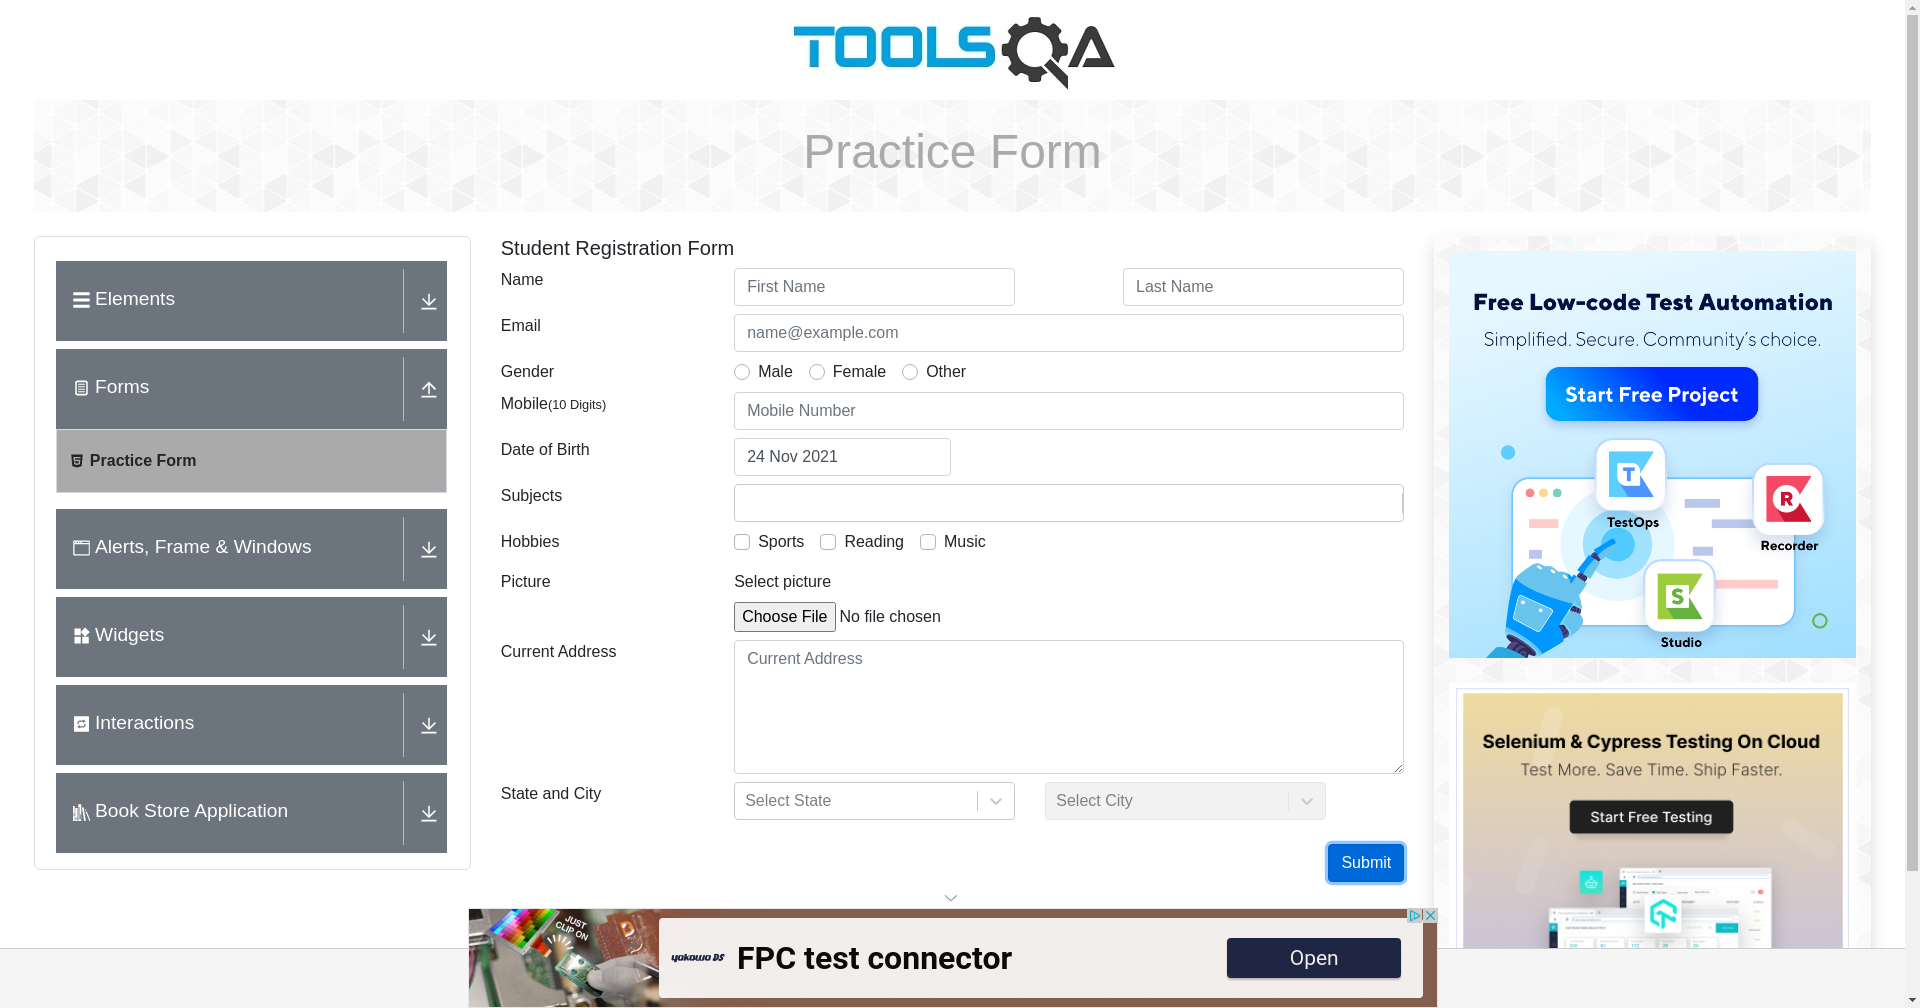 TOOLSQA
Practice Form
Elements
Forms
Practice Form
Alerts, Frame & Windows
Widgets
Interactions
Book Store Application
Student Registration Form
Name
First Name
Last Name
Email
name@example.com
Gender
Male
Female
Other
Mobile(10 Digits)
Mobile Number
Date of Birth
24 Nov 2021
Subjects
Hobbies
Sports
Reading
Music
Picture
Select picture
Choose File No file chosen
Current Address
Current Address
State and City
Select State
Select City
Submit
Free Low-code Test Automation
Simplified. Secure. Community's choice.
Start Free Project
T
TestOps
R
Recorder
S
Studio
Selenium & Cypress Testing On Cloud
Test More. Save Time. Ship Faster.
Start Free Testing
JUST
CLIP ON
yokowo DS
FPC test connector
Open